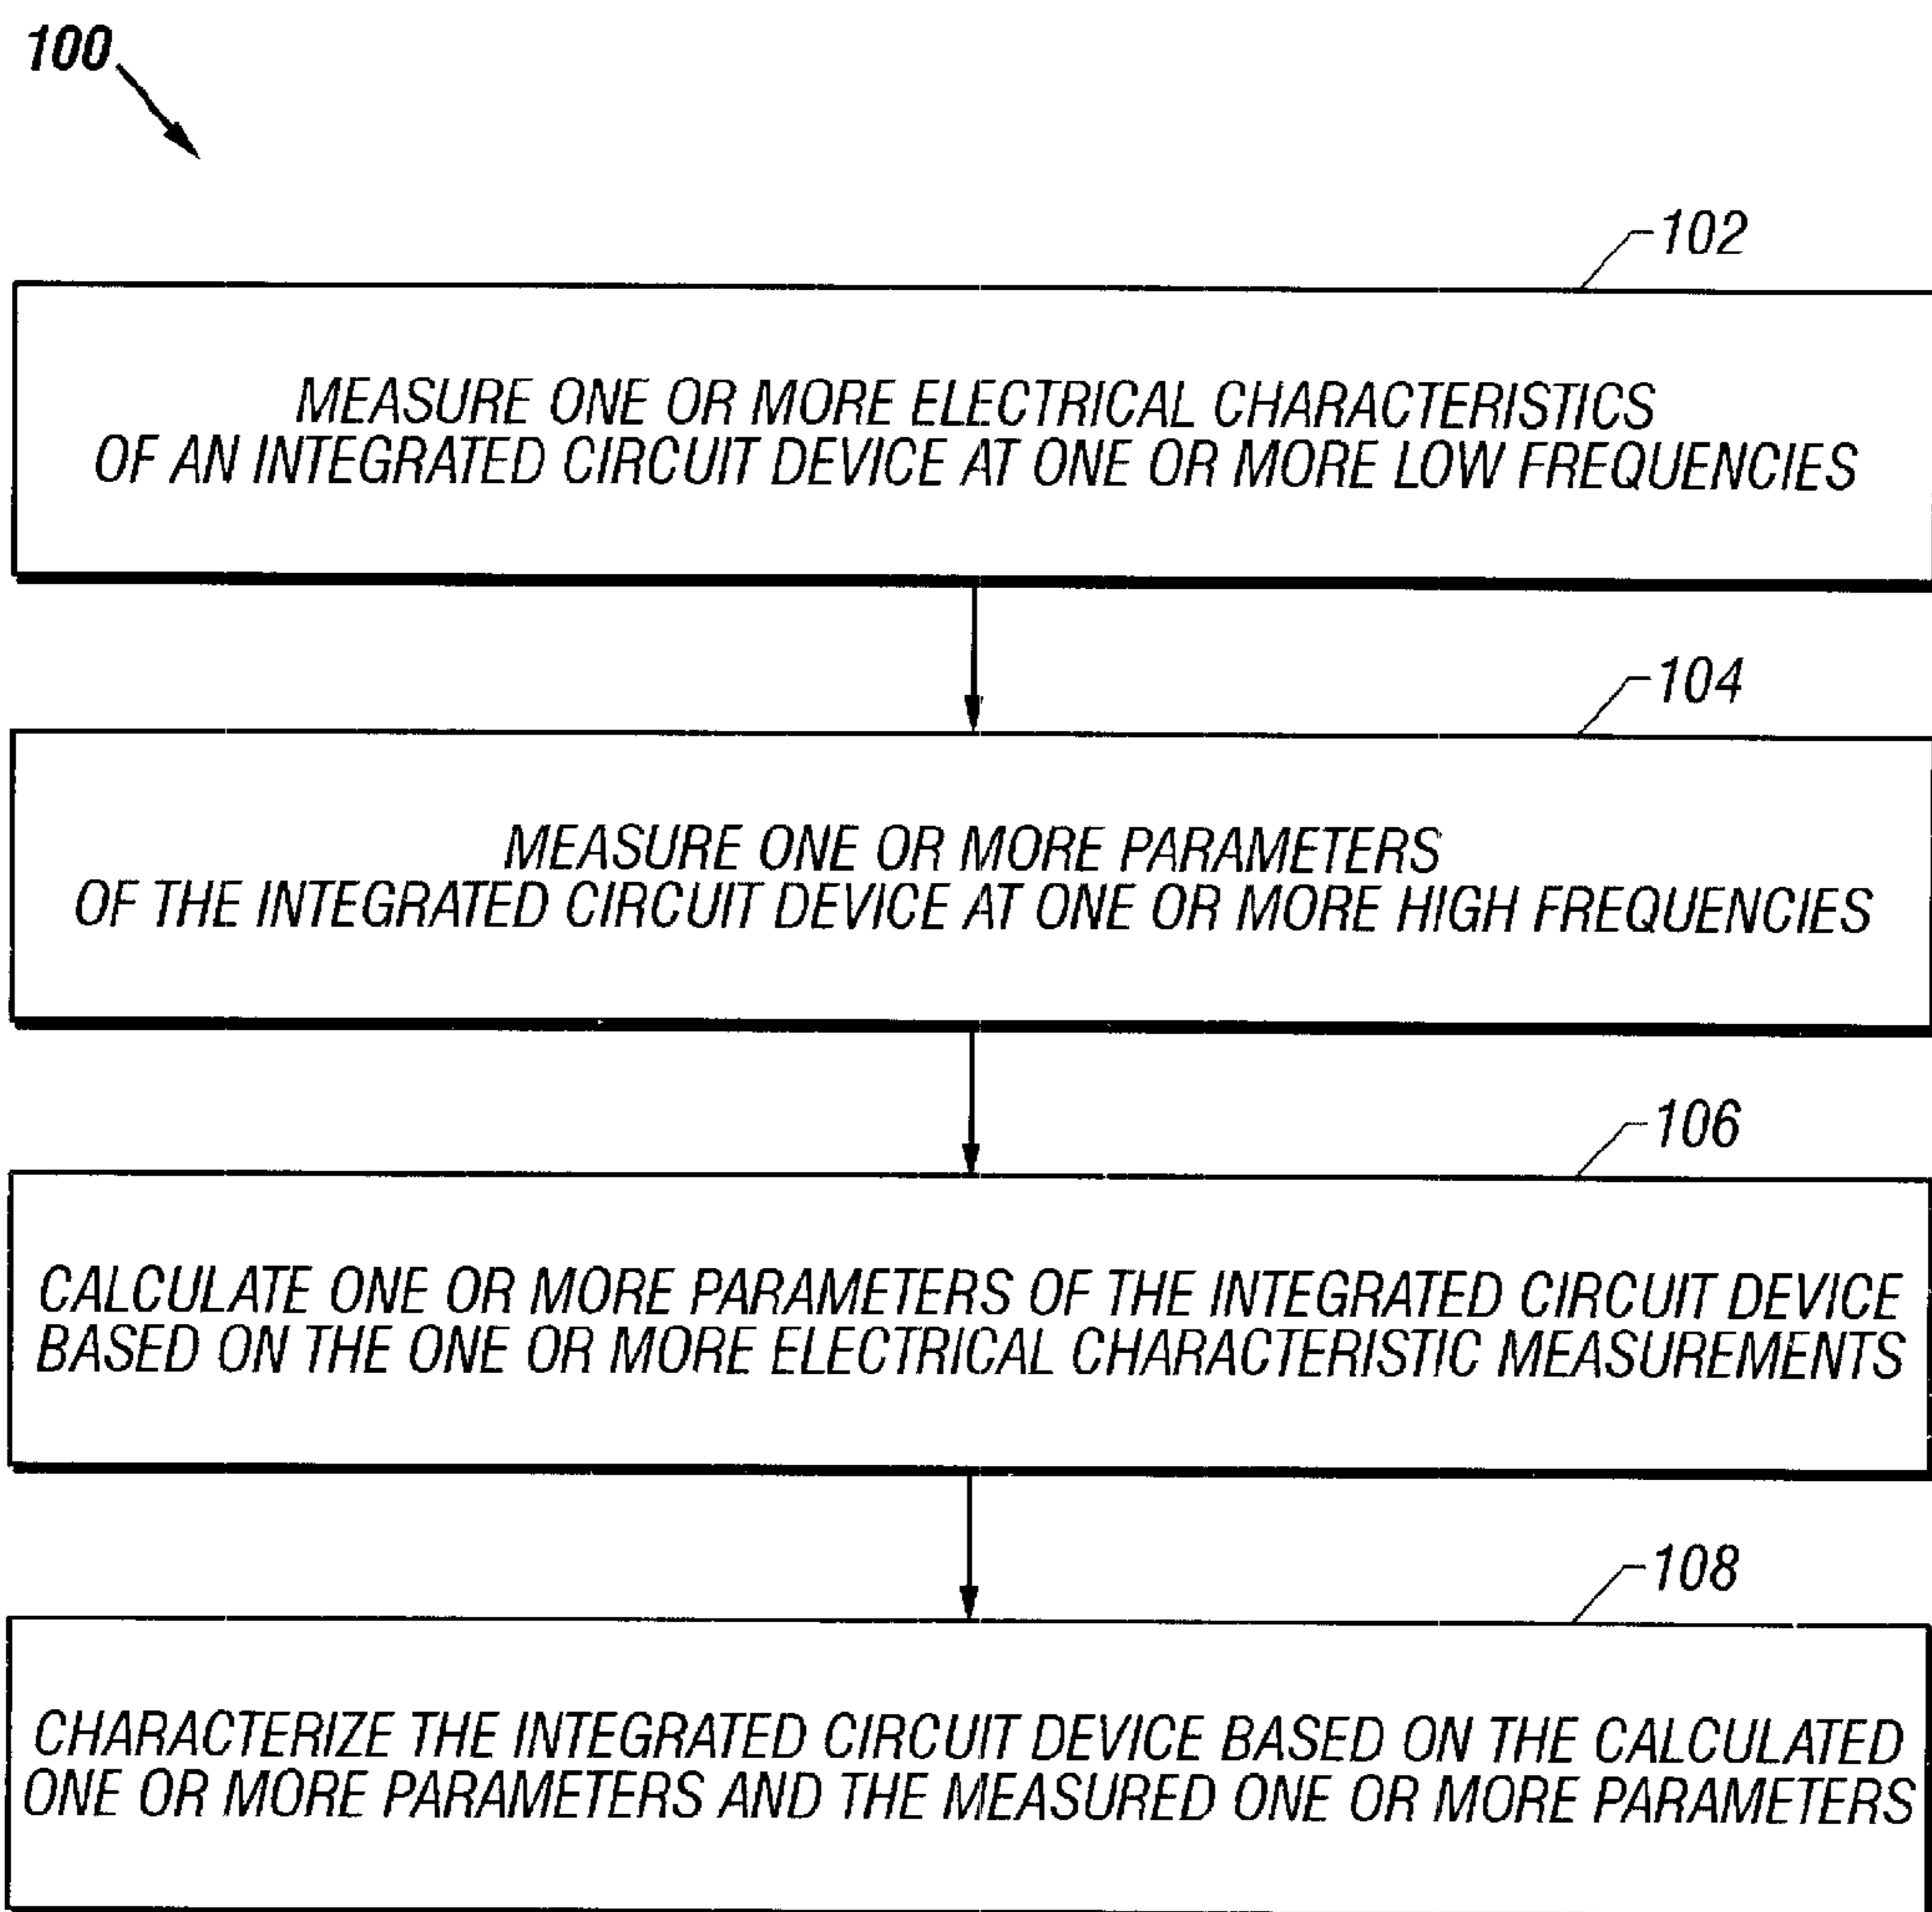 100
102
MEASURE ONE OR MORE ELECTRICAL CHARACTERISTICS
OF AN INTEGRATED CIRCUIT DEVICE AT ONE OR MORE LOW FREQUENCIES
104
MEASURE ONE OR MORE PARAMETERS
OF THE INTEGRATED CIRCUIT DEVICE AT ONE OR MORE HIGH FREQUENCIES
106
CALCULATE ONE OR MORE PARAMETERS OF THE INTEGRATED CIRCUIT DEVICE
BASED ON THE ONE OR MORE ELECTRICAL CHARACTERISTIC MEASUREMENTS
108
CHARACTERIZE THE INTEGRATED CIRCUIT DEVICE BASED ON THE CALCULATED
ONE OR MORE PARAMETERS AND THE MEASURED ONE OR MORE PARAMETERS